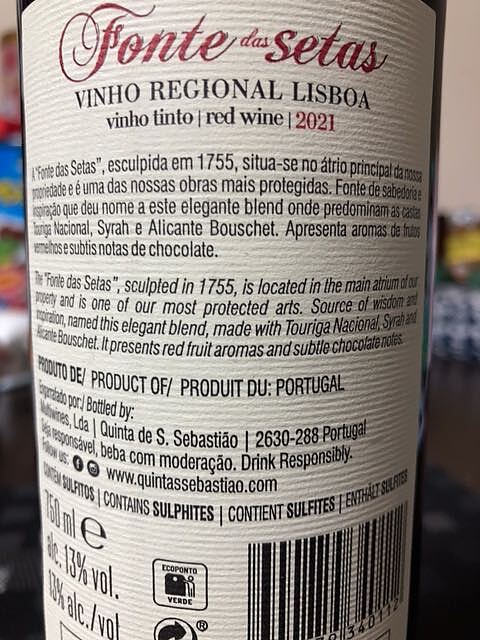 Fonte das Setas
VINHO REGIONAL LISBOA
vinho tinto | red wine | 2021
A "Fonte das Setas", esculpida em 1755, situa-se no átrio principal da nossa
propriedade e é uma das nossas obras mais protegidas. Fonte de sabedoria e
inspiração que deu nome a este elegante blend onde predominam as castas
Touriga Nacional, Syrah e Alicante Bouschet. Apresenta aromas de frutos
vermelhos e subtis notas de chocolate.
The "Fonte das Setas", sculpted in 1755, is located in the main atrium of our
property and is one of our most protected arts. Source of wisdom and
inspiration, named this elegant blend, made with Touriga Nacional, Syrah and
Alicante Bouschet. It presents red fruit aromas and subtle chocolate notes.
PRODUTO DE/ PRODUCT OF/ PRODUIT DU: PORTUGAL
Engarrafado por:/ Bottled by:
Multiwines, Lda | Quinta de S. Sebastião | 2630-288 Portugal
Seja responsável, beba com moderação. Drink Responsibly.
Follow us: www.quintassebastiao.com
CONTÉM SULFITOS | CONTAINS SULPHITES | CONTIENT SULFITES | ENTHÄLT SULFITES
750 ml e
alc. 13% vol.
13% alc./vol
ECOPONTO
VERDE
®
340112